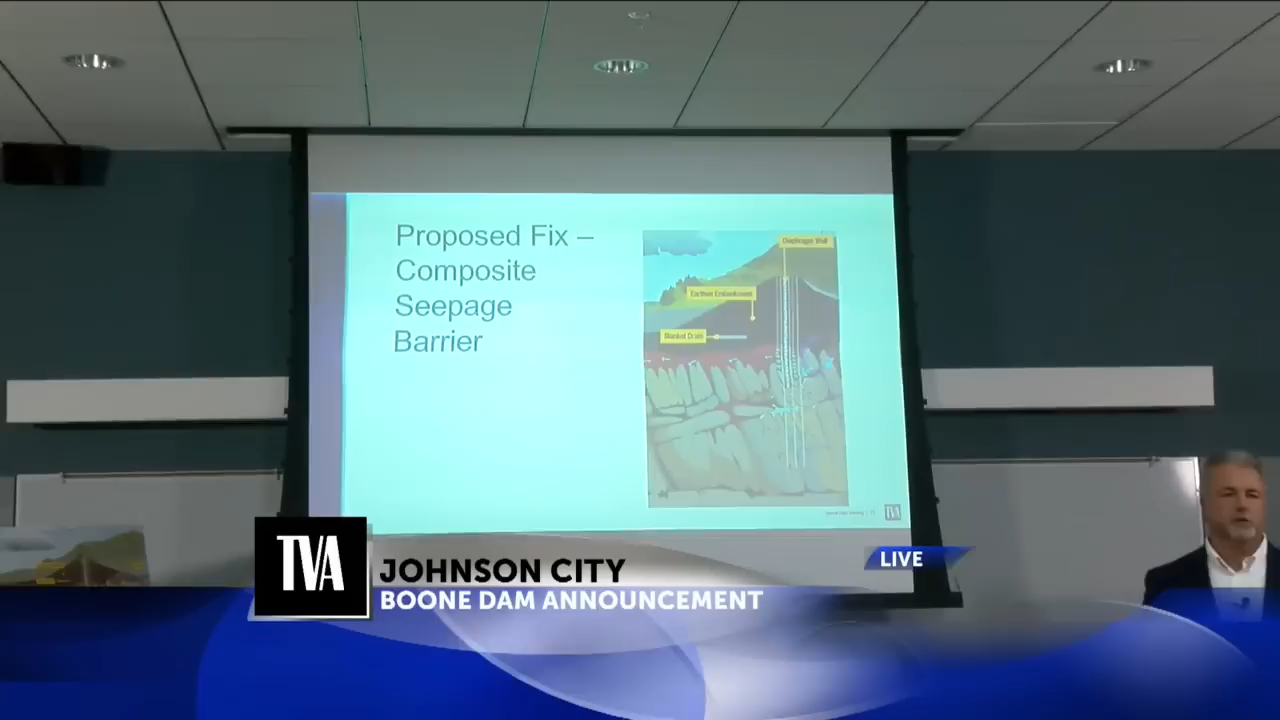 Proposed Fix –
Composite
Seepage
Barrier
Diaphragm Wall
Earthen Embankment
Blanket Drain
TVA
TVA
JOHNSON CITY
BOONE DAM ANNOUNCEMENT
LIVE